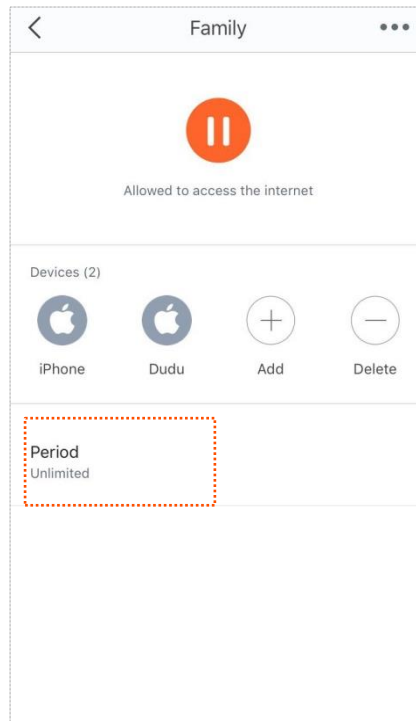 Family
Allowed to access the internet
Devices (2)
iPhone Dudu Add Delete
Period
Unlimited